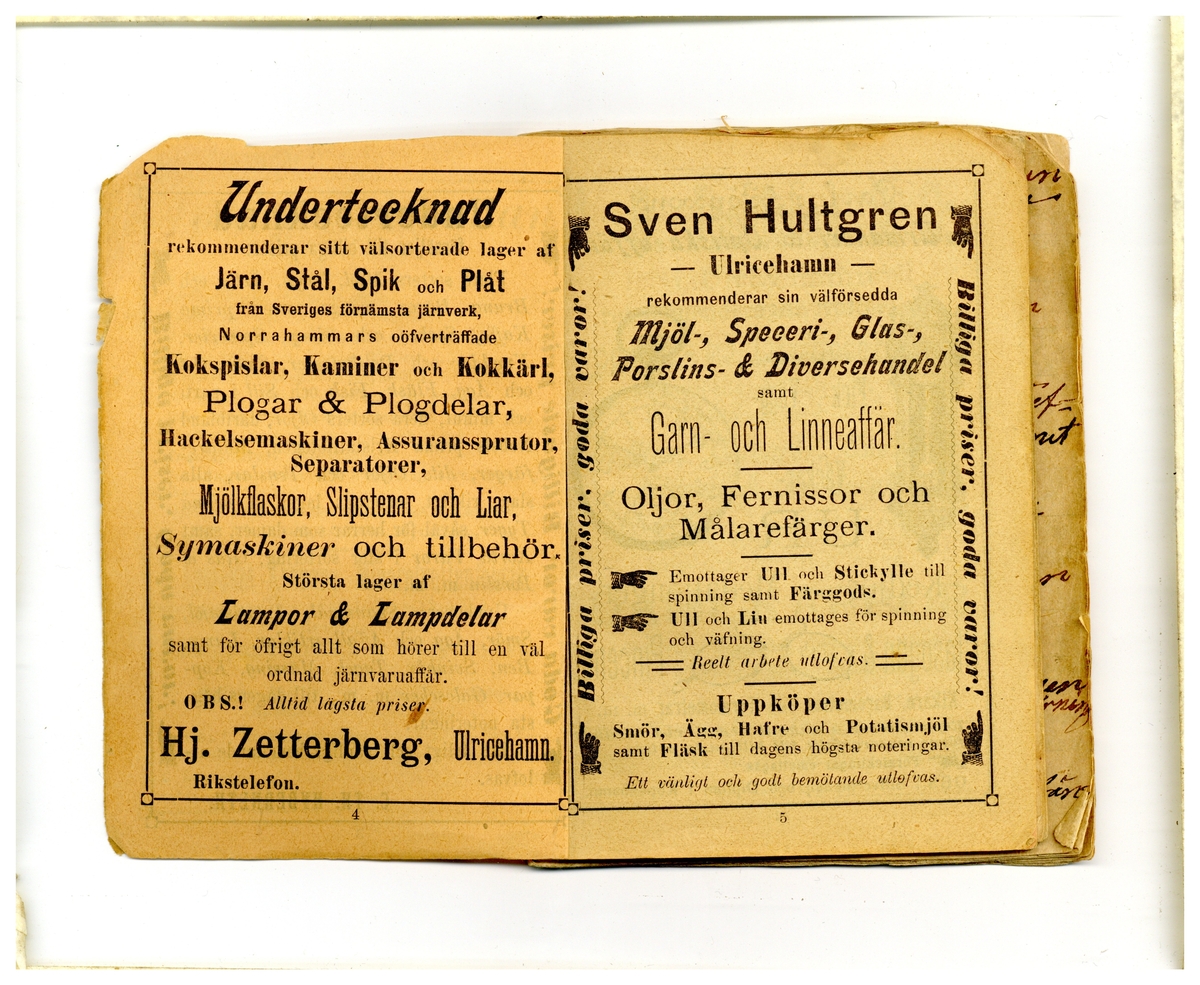 Undertecknad
rekommenderar sitt välsorterade lager af
Järn, Stål, Spik och Plåt
från Sveriges förnämsta järnverk,
Norrahammars oöfverträffade
Kokspislar, Kaminer och Kokkärl,
Plogar & Plogdelar,
Hackelsemaskiner, Assuranssprutor,
Separatorer,
Mjölkflaskor, Slipstenar och Liar,
Symaskiner och tillbehör.
Största lager af
Lampor & Lampdelar
samt för öfrigt allt som hörer till en väl
ordnad järnvaruaffär.
OBS.! Alltid lägsta priser.
Hj. Zetterberg, Ulricehamn.
Rikstelefon.
4
Billiga priser, goda varor!
Sven Hultgren
— Ulricehamn —
rekommenderar sin välförsedda
Mjöl-, Speceri-, Glas-,
Porslins- & Diversehandel
samt
Garn- och Linneaffär.
Oljor, Fernissor och
Målarefärger.
Emottager Ull och Stickylle till
spinning samt Färggods.
Ull och Lin emottages för spinning
och väfning.
Reelt arbete utlofvas.
Uppköper
Smör, Ägg, Hafre och Potatismjöl
samt Fläsk till dagens högsta noteringar.
Ett vänligt och godt bemötande utlofvas.
Billiga priser, goda varor!
5